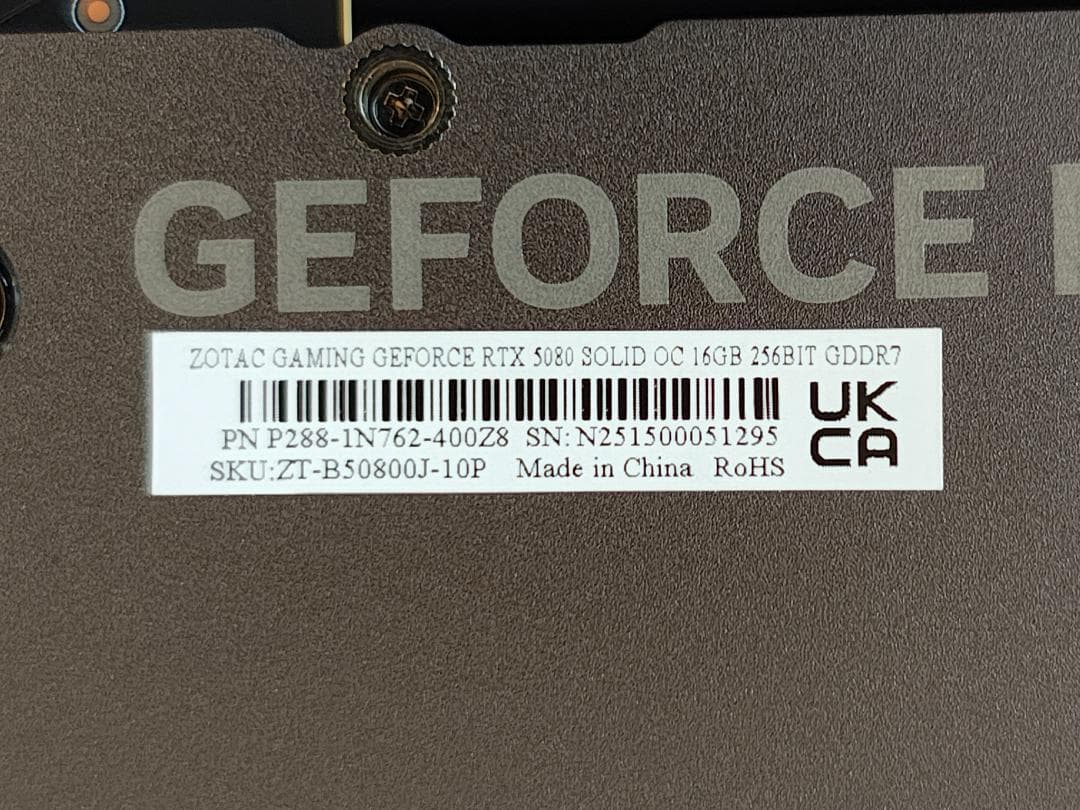 GEFORCE
ZOTAC GAMING GEFORCE RTX 5080 SOLID OC 16GB 256BIT GDDR7
PN P288-1N762-400Z8 SN:N251500051295
SKU:ZT-B50800J-10P Made in China RoHS
UK
CA